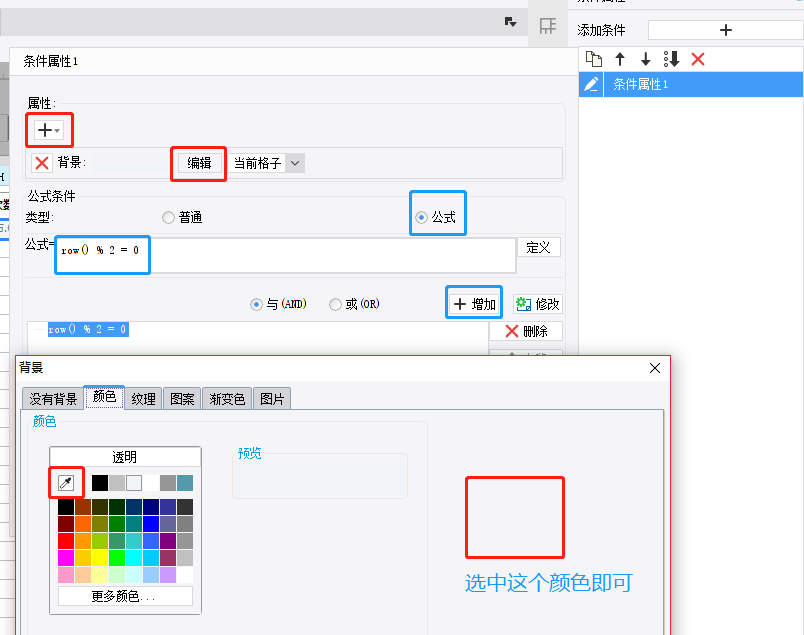 添加条件
条件属性1
条件属性1
属性:
背景:
编辑
当前格子
公式条件
类型:
普通
公式
公式=
row() % 2 = 0
定义
与(AND)
或(OR)
增加
修改
row() % 2 = 0
删除
背景
没有背景
颜色
纹理
图案
渐变色
图片
颜色
透明
预览
更多颜色...
选中这个颜色即可